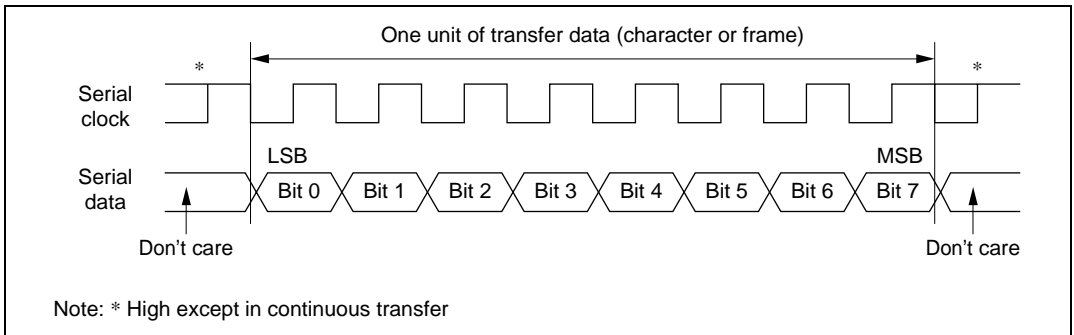 One unit of transfer data (character or frame)
* *
Serial
clock
LSB MSB
Serial
data
Bit 0 Bit 1 Bit 2 Bit 3 Bit 4 Bit 5 Bit 6 Bit 7
Don't care Don't care
Note: * High except in continuous transfer